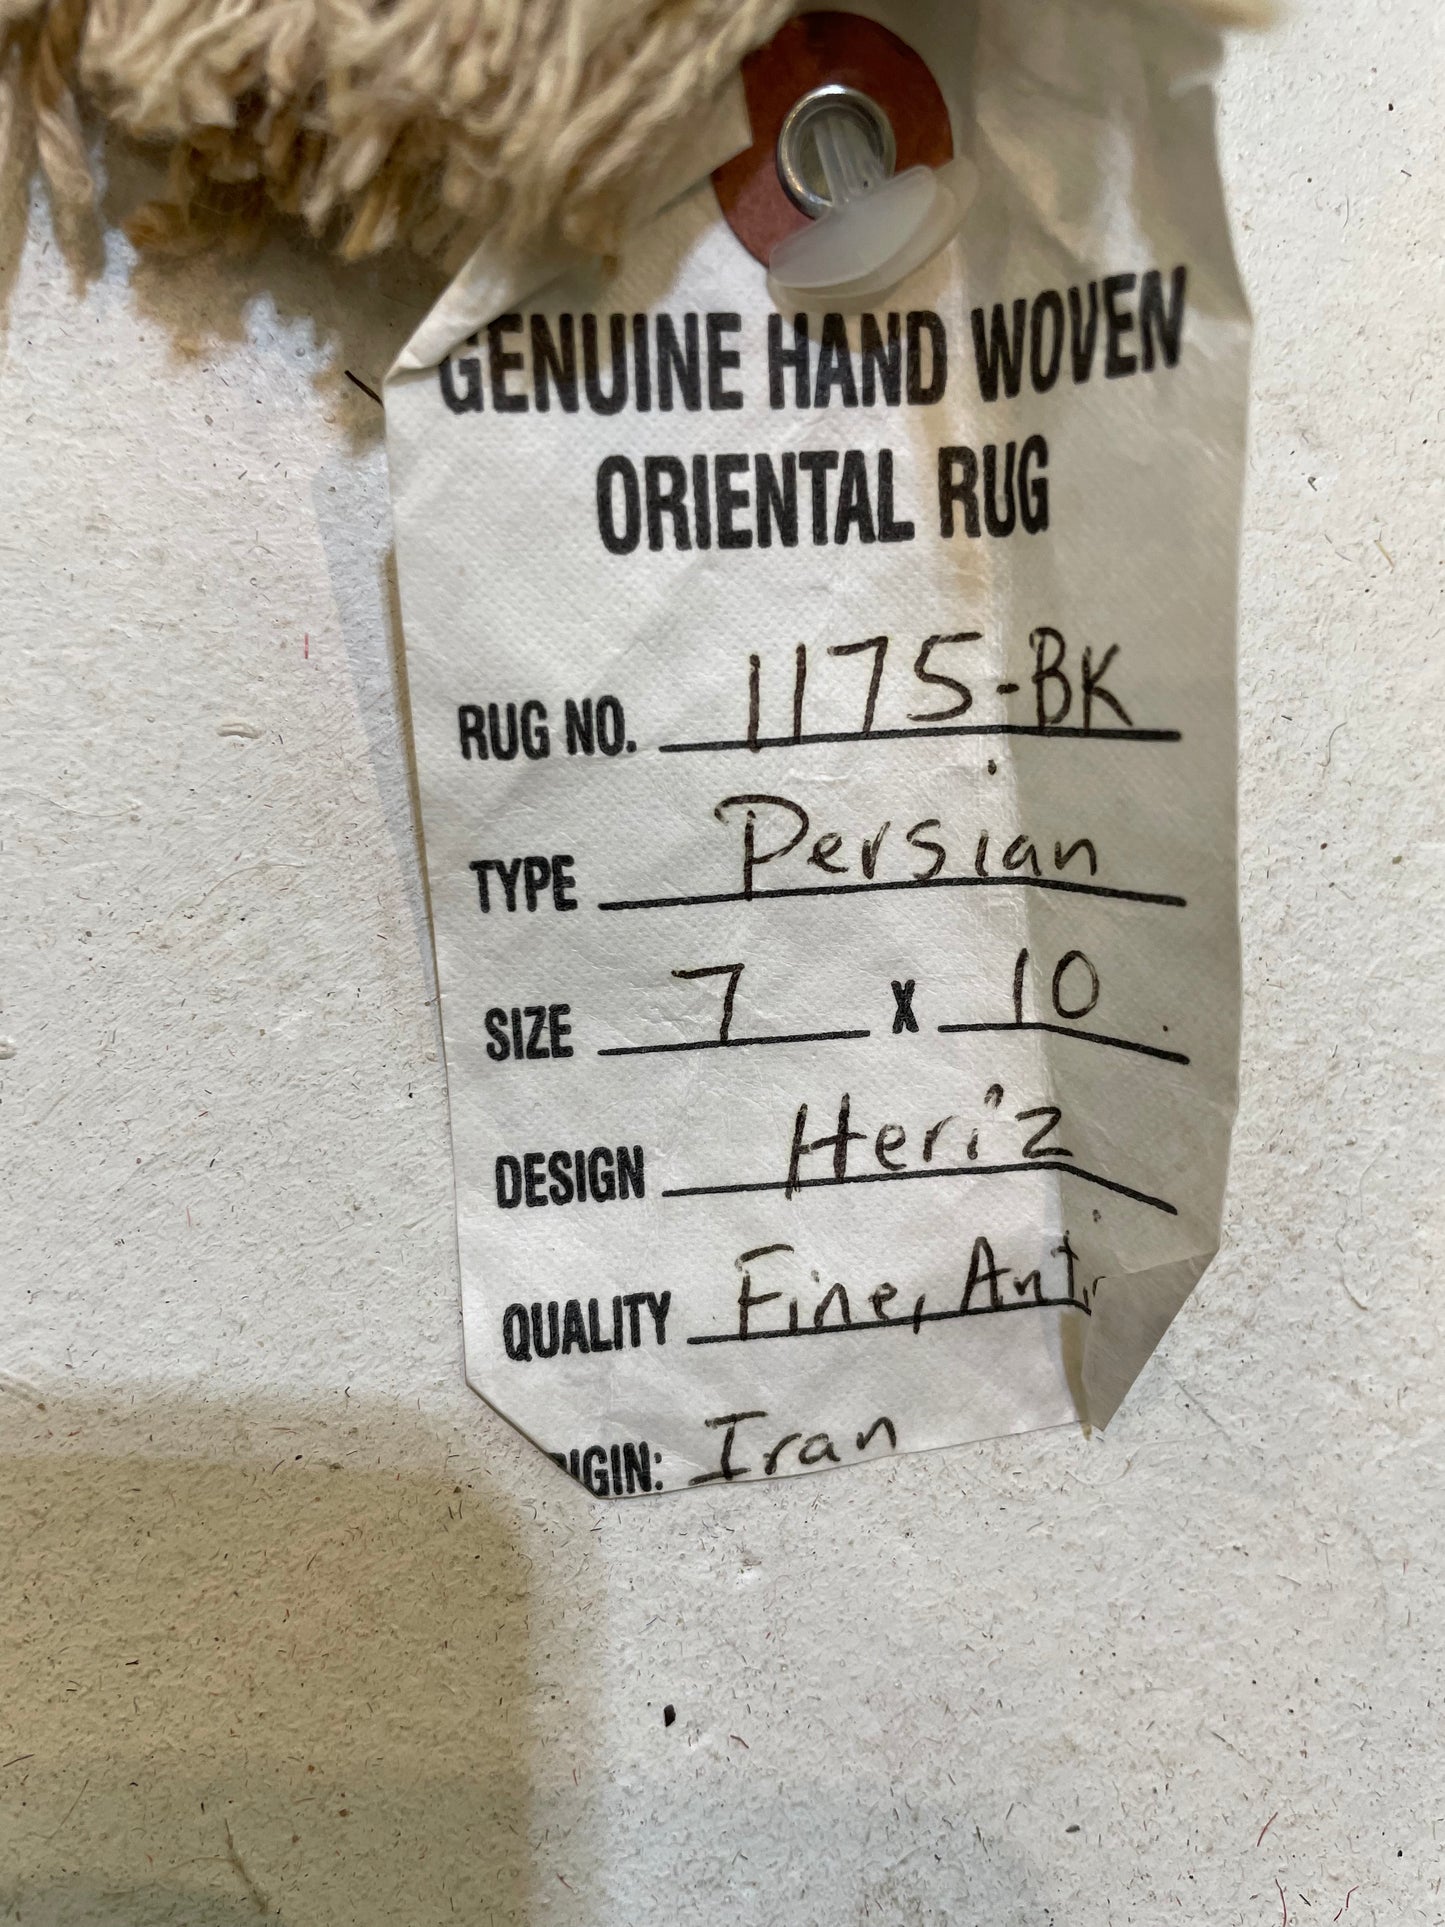 GENUINE HAND WOVEN
ORIENTAL RUG
RUG NO. 1175-BK
TYPE Persian
SIZE 7 X 10
DESIGN Heriz
QUALITY Fine, Anti
IGIN: Iran